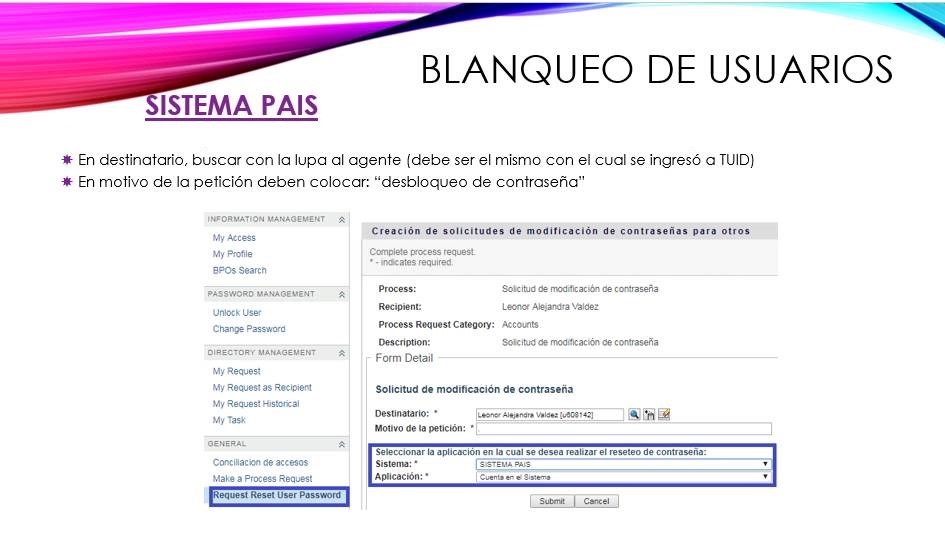 BLANQUEO DE USUARIOS
SISTEMA PAIS
En destinatario, buscar con la lupa al agente (debe ser el mismo con el cual se ingresó a TUID)
En motivo de la petición deben colocar: “desbloqueo de contraseña”
INFORMATION MANAGEMENT
My Access
My Profile
BPOs Search
PASSWORD MANAGEMENT
Unlock User
Change Password
DIRECTORY MANAGEMENT
My Request
My Request as Recipient
My Request Historical
My Task
GENERAL
Conciliacion de accesos
Make a Process Request
Request Reset User Password
Creación de solicitudes de modificación de contraseñas para otros
Complete process request.
* - indicates required.
Process: Solicitud de modificación de contraseña
Recipient: Leonor Alejandra Valdez
Process Request Category: Accounts
Description: Solicitud de modificación de contraseña
Form Detail
Solicitud de modificación de contraseña
Destinatario: * Leonor Alejandra Valdez [u608142]
Motivo de la petición: * .
Seleccionar la aplicación en la cual se desea realizar el reseteo de contraseña:
Sistema: * SISTEMA PAIS
Aplicación: * Cuenta en el Sistema
Submit Cancel